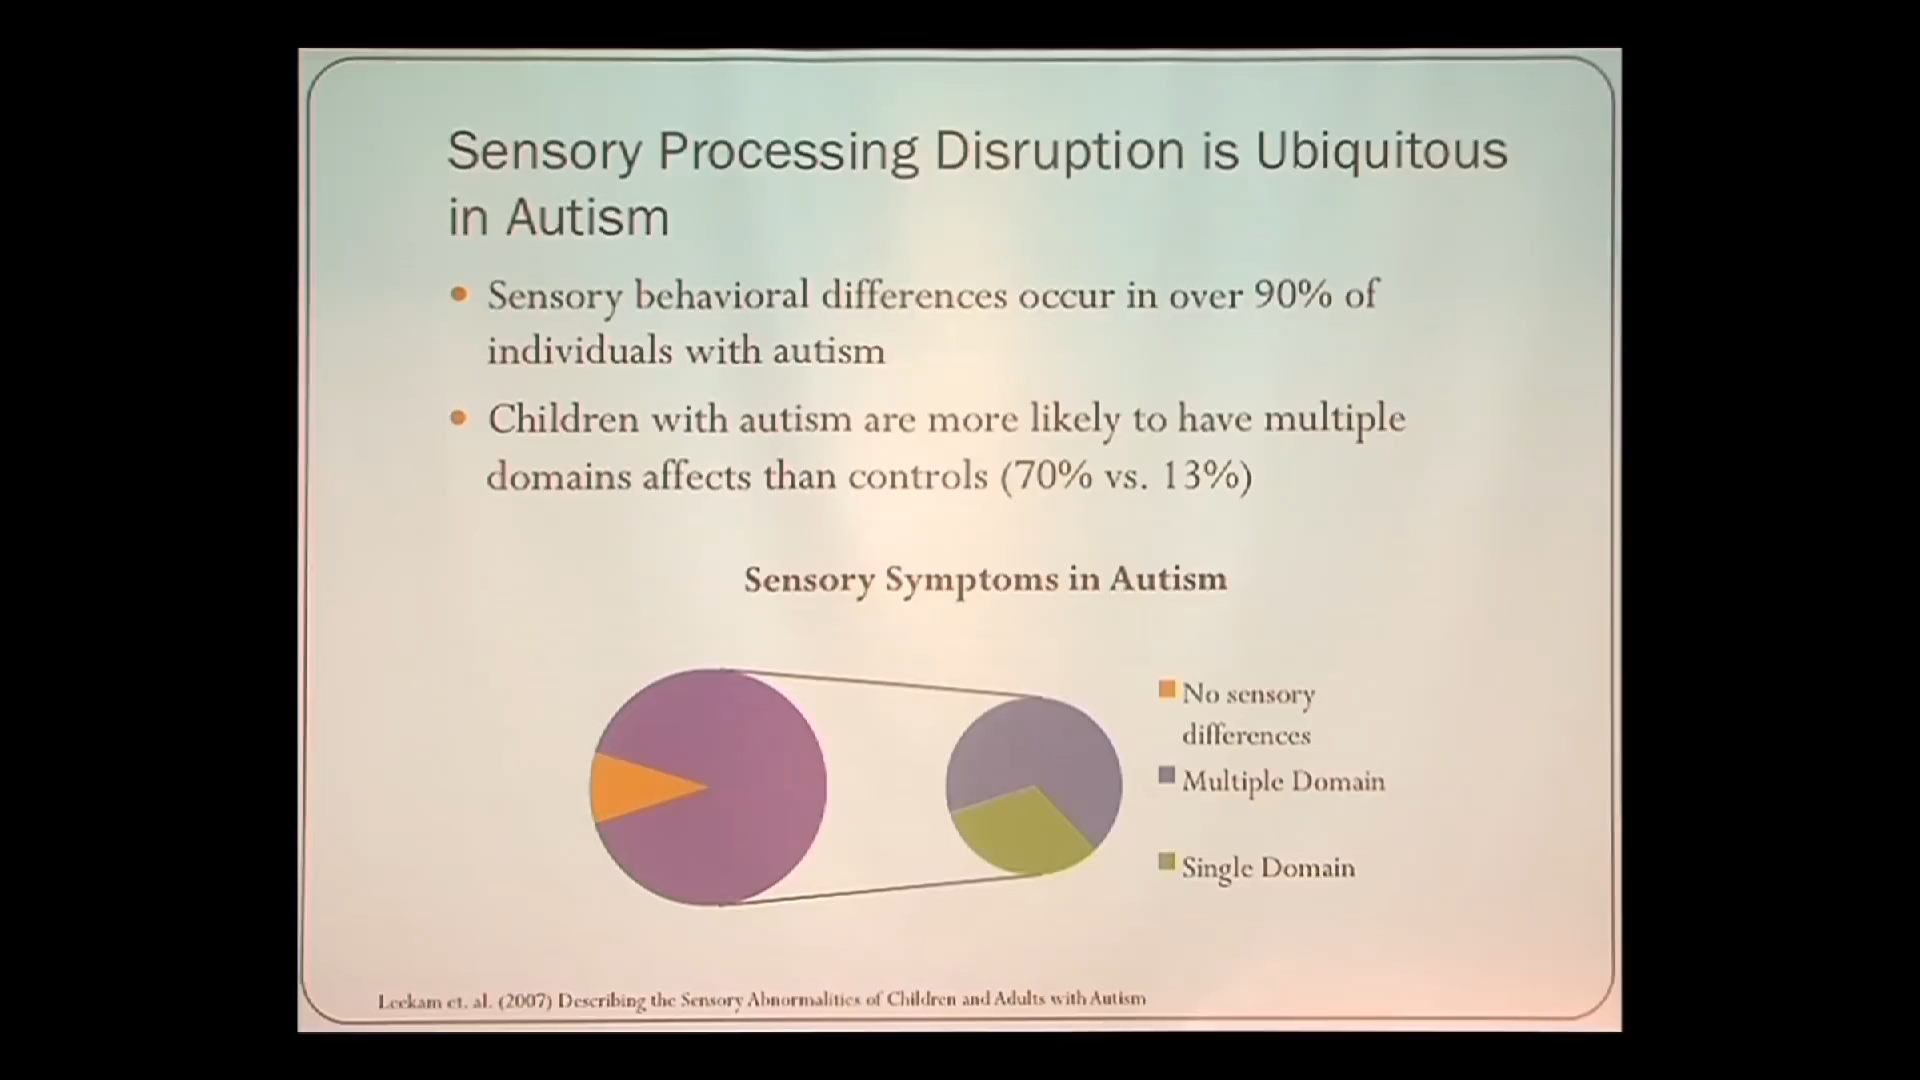 Sensory Processing Disruption is Ubiquitous
in Autism
• Sensory behavioral differences occur in over 90% of
individuals with autism
• Children with autism are more likely to have multiple
domains affects than controls (70% vs. 13%)
Sensory Symptoms in Autism
No sensory
differences
Multiple Domain
Single Domain
Leekam et. al. (2007) Describing the Sensory Abnormalities of Children and Adults with Autism